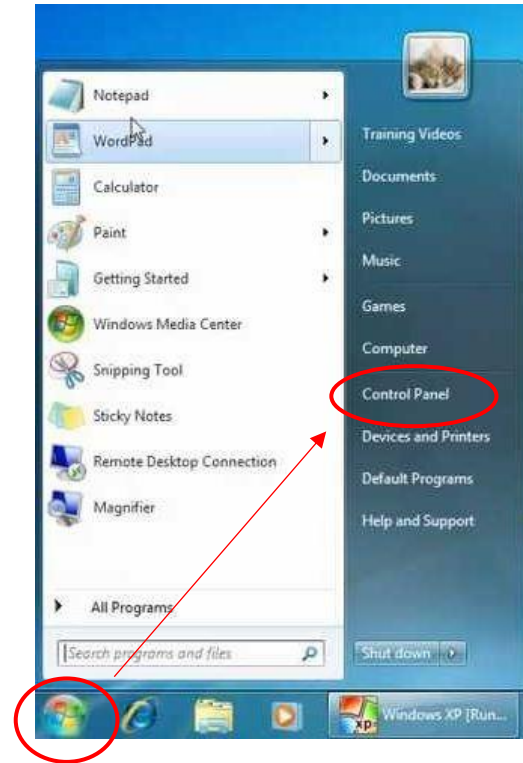 Notepad
WordPad
Calculator
Paint
Getting Started
Windows Media Center
Snipping Tool
Sticky Notes
Remote Desktop Connection
Magnifier
All Programs
Search programs and files
Training Videos
Documents
Pictures
Music
Games
Computer
Control Panel
Devices and Printers
Default Programs
Help and Support
Shut down
xp
Windows XP [Run...